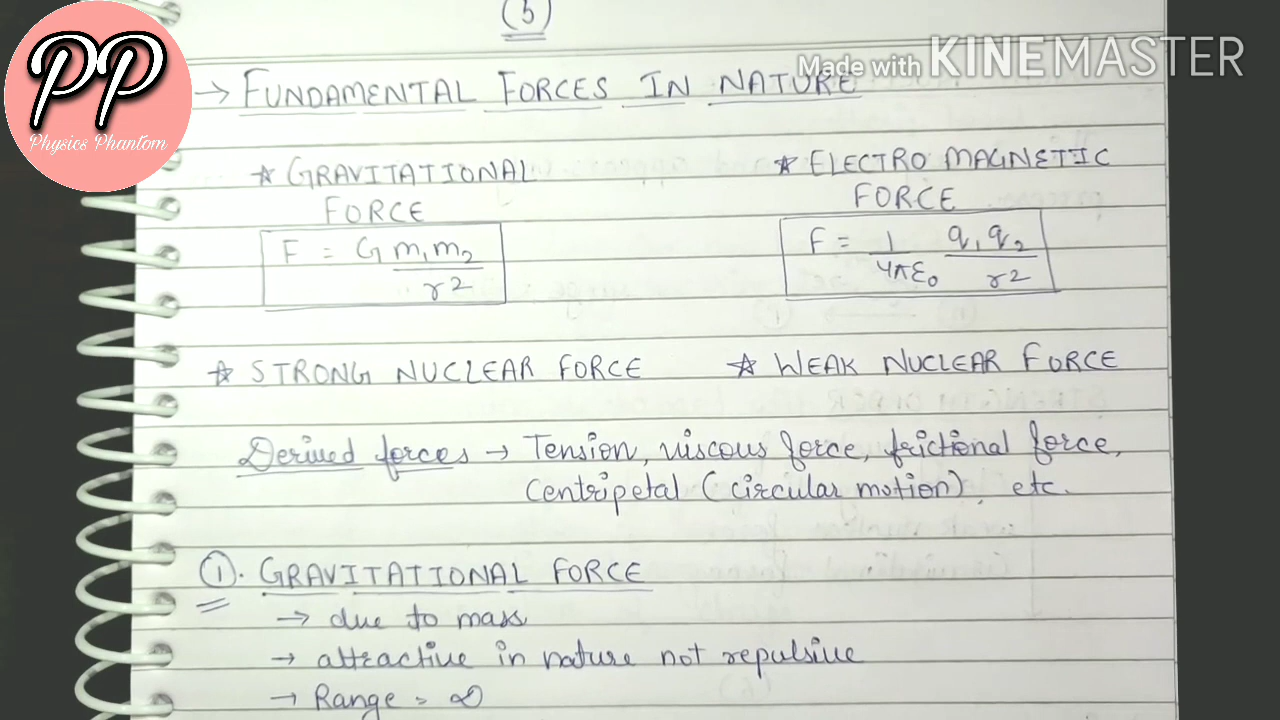 (5)
Made with KINEMASTER
PP
Physics Phantom
→ FUNDAMENTAL FORCES IN NATURE
☆ GRAVITATIONAL FORCE
F = G m₁m₂ / r²
☆ ELECTRO MAGNETIC FORCE
F = 1 / 4πε₀ q₁q₂ / r²
☆ STRONG NUCLEAR FORCE ☆ WEAK NUCLEAR FORCE
Derived forces → Tension, viscous force, frictional force,
Centripetal (circular motion), etc.
①. GRAVITATIONAL FORCE
→ due to mass
→ attractive in nature not repulsive
→ Range = ∞